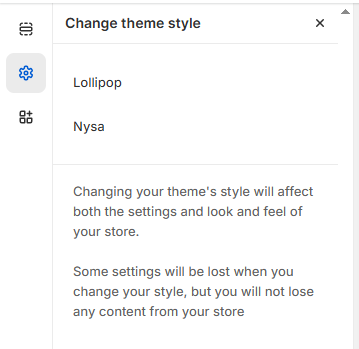 Change theme style
Lollipop
Nysa
Changing your theme's style will affect
both the settings and look and feel of
your store.
Some settings will be lost when you
change your style, but you will not lose
any content from your store